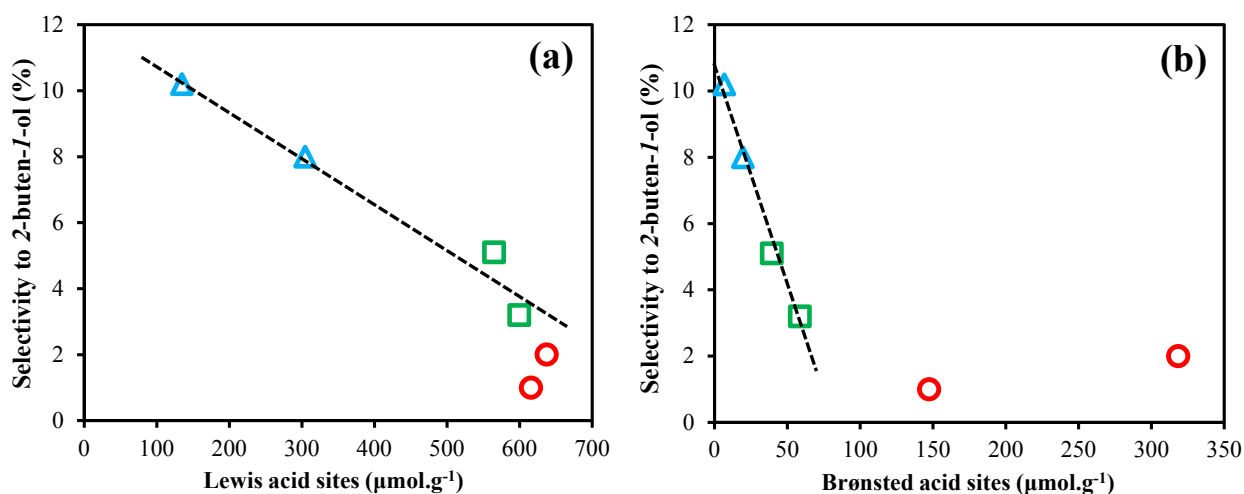 (a)
Selectivity to 2-buten-1-ol (%)
12
10
8
6
4
2
0
0 100 200 300 400 500 600 700
Lewis acid sites (µmol.g-1)
(b)
Selectivity to 2-buten-1-ol (%)
12
10
8
6
4
2
0
0 50 100 150 200 250 300 350
Brønsted acid sites (µmol.g-1)